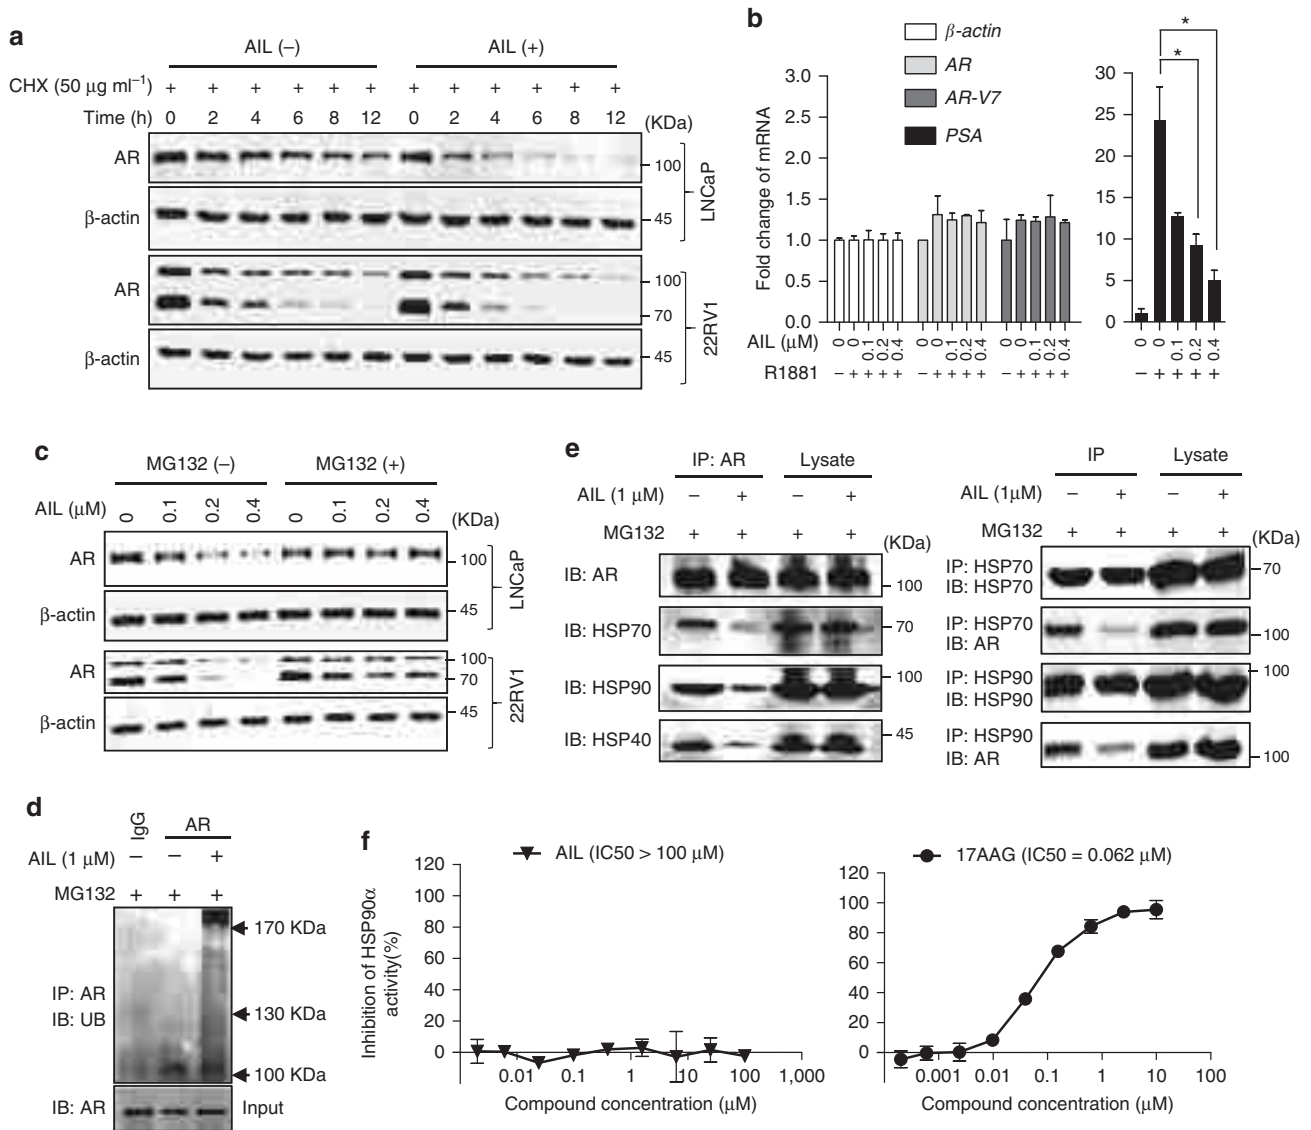 a
AIL (–) AIL (+)
CHX (50 μg ml⁻¹) + + + + + + + + + + + +
Time (h) 0 2 4 6 8 12 0 2 4 6 8 12 (KDa)
AR 100
β-actin 45
LNCaP
AR 100
70
β-actin 45
22RV1
b
β-actin
AR
AR-V7
PSA
Fold change of mRNA
3.0
2.5
2.0
1.5
1.0
0.5
0.0
30
25
20
15
10
5
0
* *
AIL (μM) 0 0 0.1 0.2 0.4 0 0 0.1 0.2 0.4 0 0 0.1 0.2 0.4 0 0 0.1 0.2 0.4
R1881 – + + + + – + + + + – + + + + – + + + +
c
MG132 (–) MG132 (+)
AIL (μM) 0 0.1 0.2 0.4 0 0.1 0.2 0.4 (KDa)
AR 100
β-actin 45
LNCaP
AR 100
70
β-actin 45
22RV1
d
IgG AR
AIL (1 μM) – – +
MG132 + + +
170 KDa
IP: AR
IB: UB
130 KDa
100 KDa
IB: AR Input
e
IP: AR Lysate
AIL (1 μM) – + – +
MG132 + + + + (KDa)
IB: AR 100
IB: HSP70 70
IB: HSP90 100
IB: HSP40 45
IP Lysate
AIL (1μM) – + – +
MG132 + + + + (KDa)
IP: HSP70
IB: HSP70 70
IP: HSP70
IB: AR 100
IP: HSP90
IB: HSP90 100
IP: HSP90
IB: AR 100
f
AIL (IC50 > 100 μM)
Inhibition of HSP90α
activity(%)
120
100
80
60
40
20
0
0.01 0.1 1 10 100 1,000
Compound concentration (μM)
17AAG (IC50 = 0.062 μM)
120
100
80
60
40
20
0
0.001 0.01 0.1 1 10 100
Compound concentration (μM)